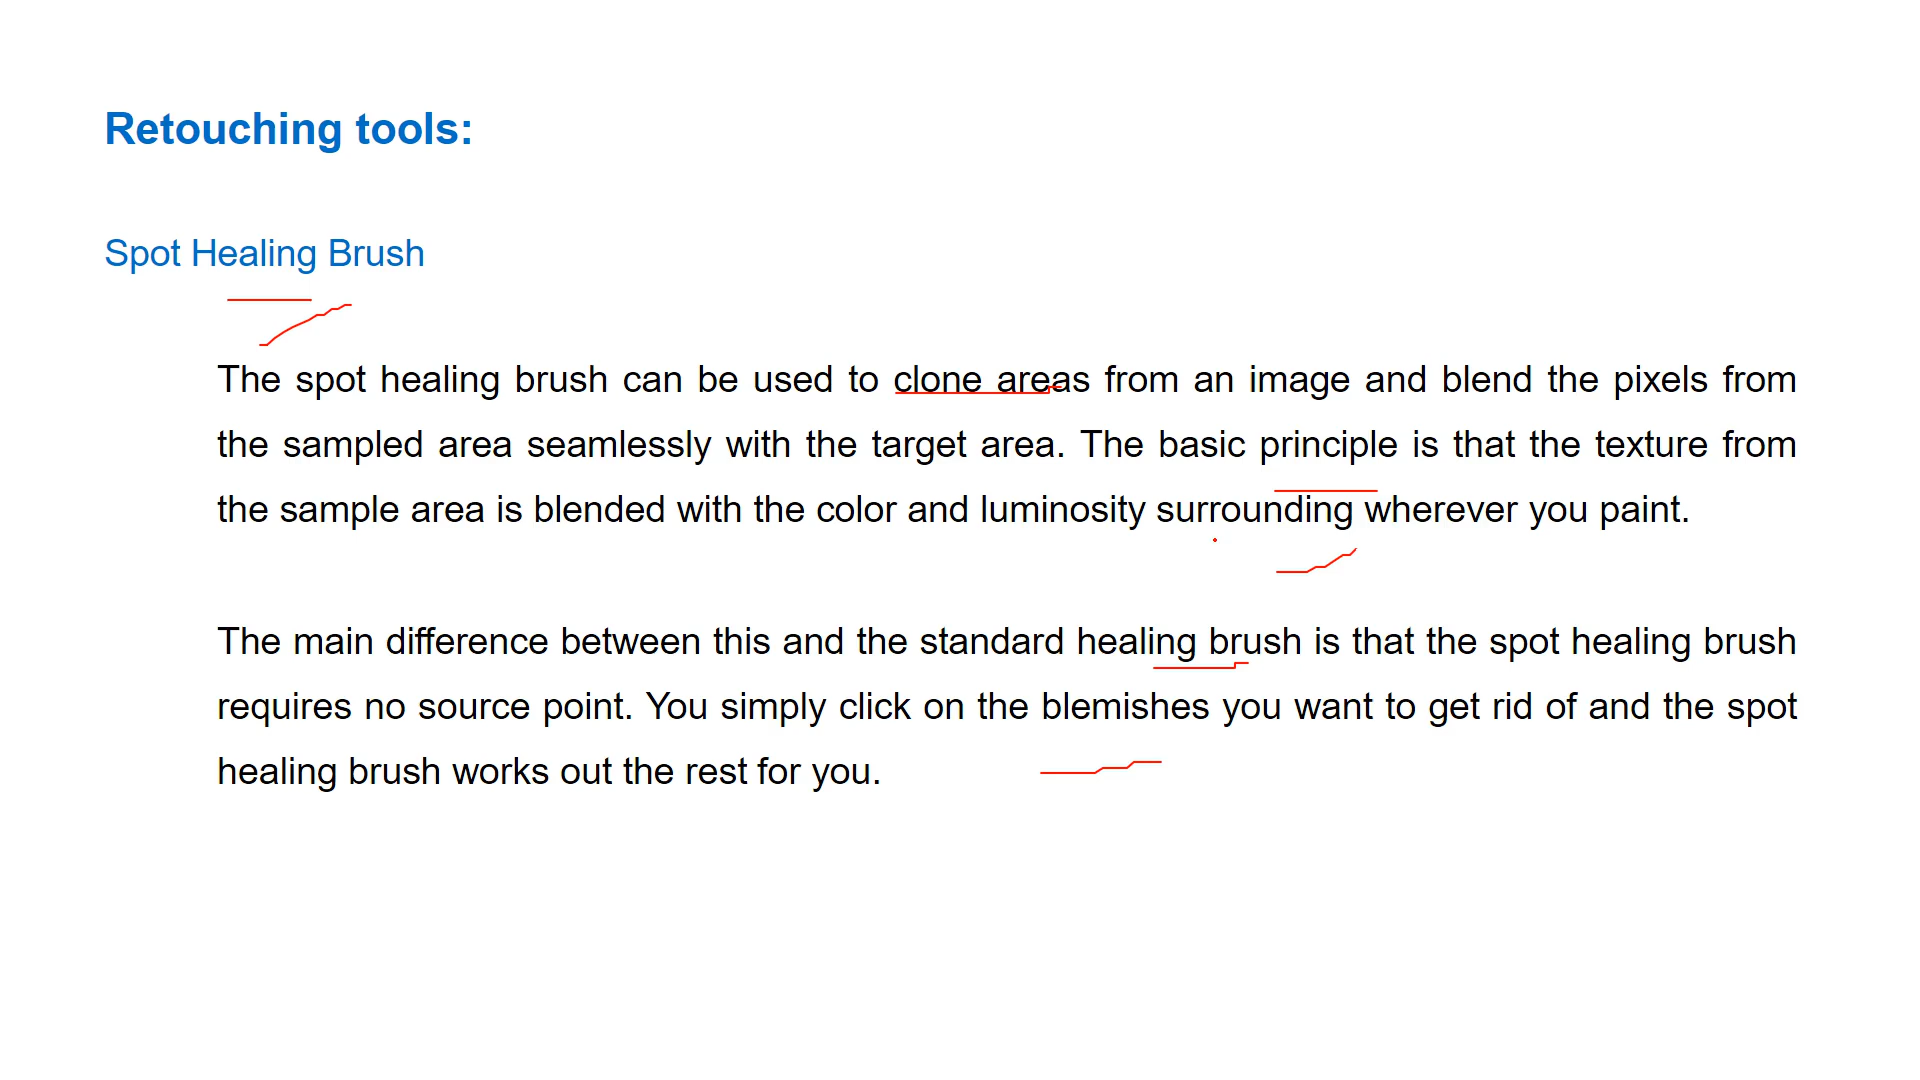 Retouching tools:
Spot Healing Brush
The spot healing brush can be used to clone areas from an image and blend the pixels from
the sampled area seamlessly with the target area. The basic principle is that the texture from
the sample area is blended with the color and luminosity surrounding wherever you paint.
The main difference between this and the standard healing brush is that the spot healing brush
requires no source point. You simply click on the blemishes you want to get rid of and the spot
healing brush works out the rest for you.